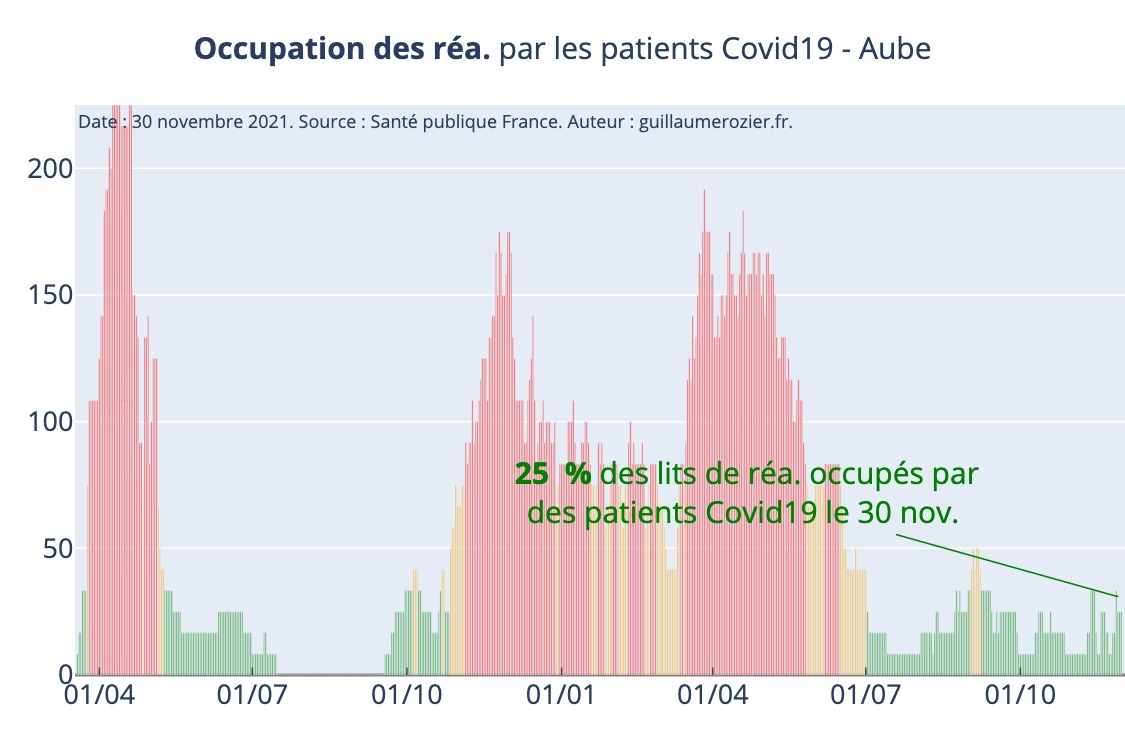 Occupation des réa. par les patients Covid19 - Aube
Date : 30 novembre 2021. Source : Santé publique France. Auteur : guillaumerozier.fr.
200
150
100
50
0
25 % des lits de réa. occupés par
des patients Covid19 le 30 nov.
01/04 01/07 01/10 01/01 01/04 01/07 01/10